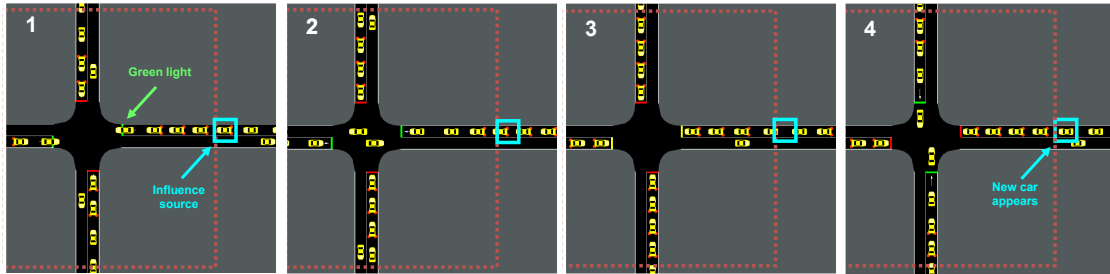 1
Green light
Influence
source
2
3
4
New car
appears